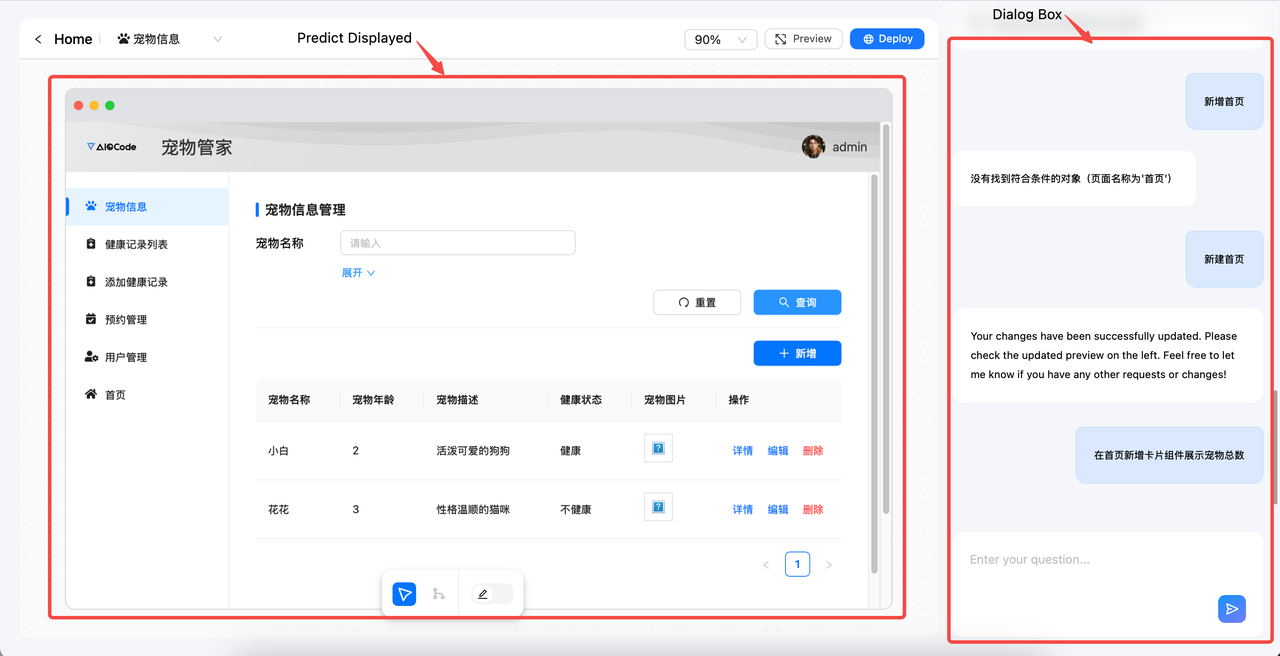 Home
宠物信息
Predict Displayed
90%
Preview
Deploy
Dialog Box
AIGCode
宠物管家
admin
宠物信息
健康记录列表
添加健康记录
预约管理
用户管理
首页
宠物信息管理
宠物名称
请输入
展开
重置
查询
新增
宠物名称 宠物年龄 宠物描述 健康状态 宠物图片 操作
小白 2 活泼可爱的狗狗 健康 详情 编辑 删除
花花 3 性格温顺的猫咪 不健康 详情 编辑 删除
1
新增首页
没有找到符合条件的对象（页面名称为'首页'）
新建首页
Your changes have been successfully updated. Please
check the updated preview on the left. Feel free to let
me know if you have any other requests or changes!
在首页新增卡片组件展示宠物总数
Enter your question...